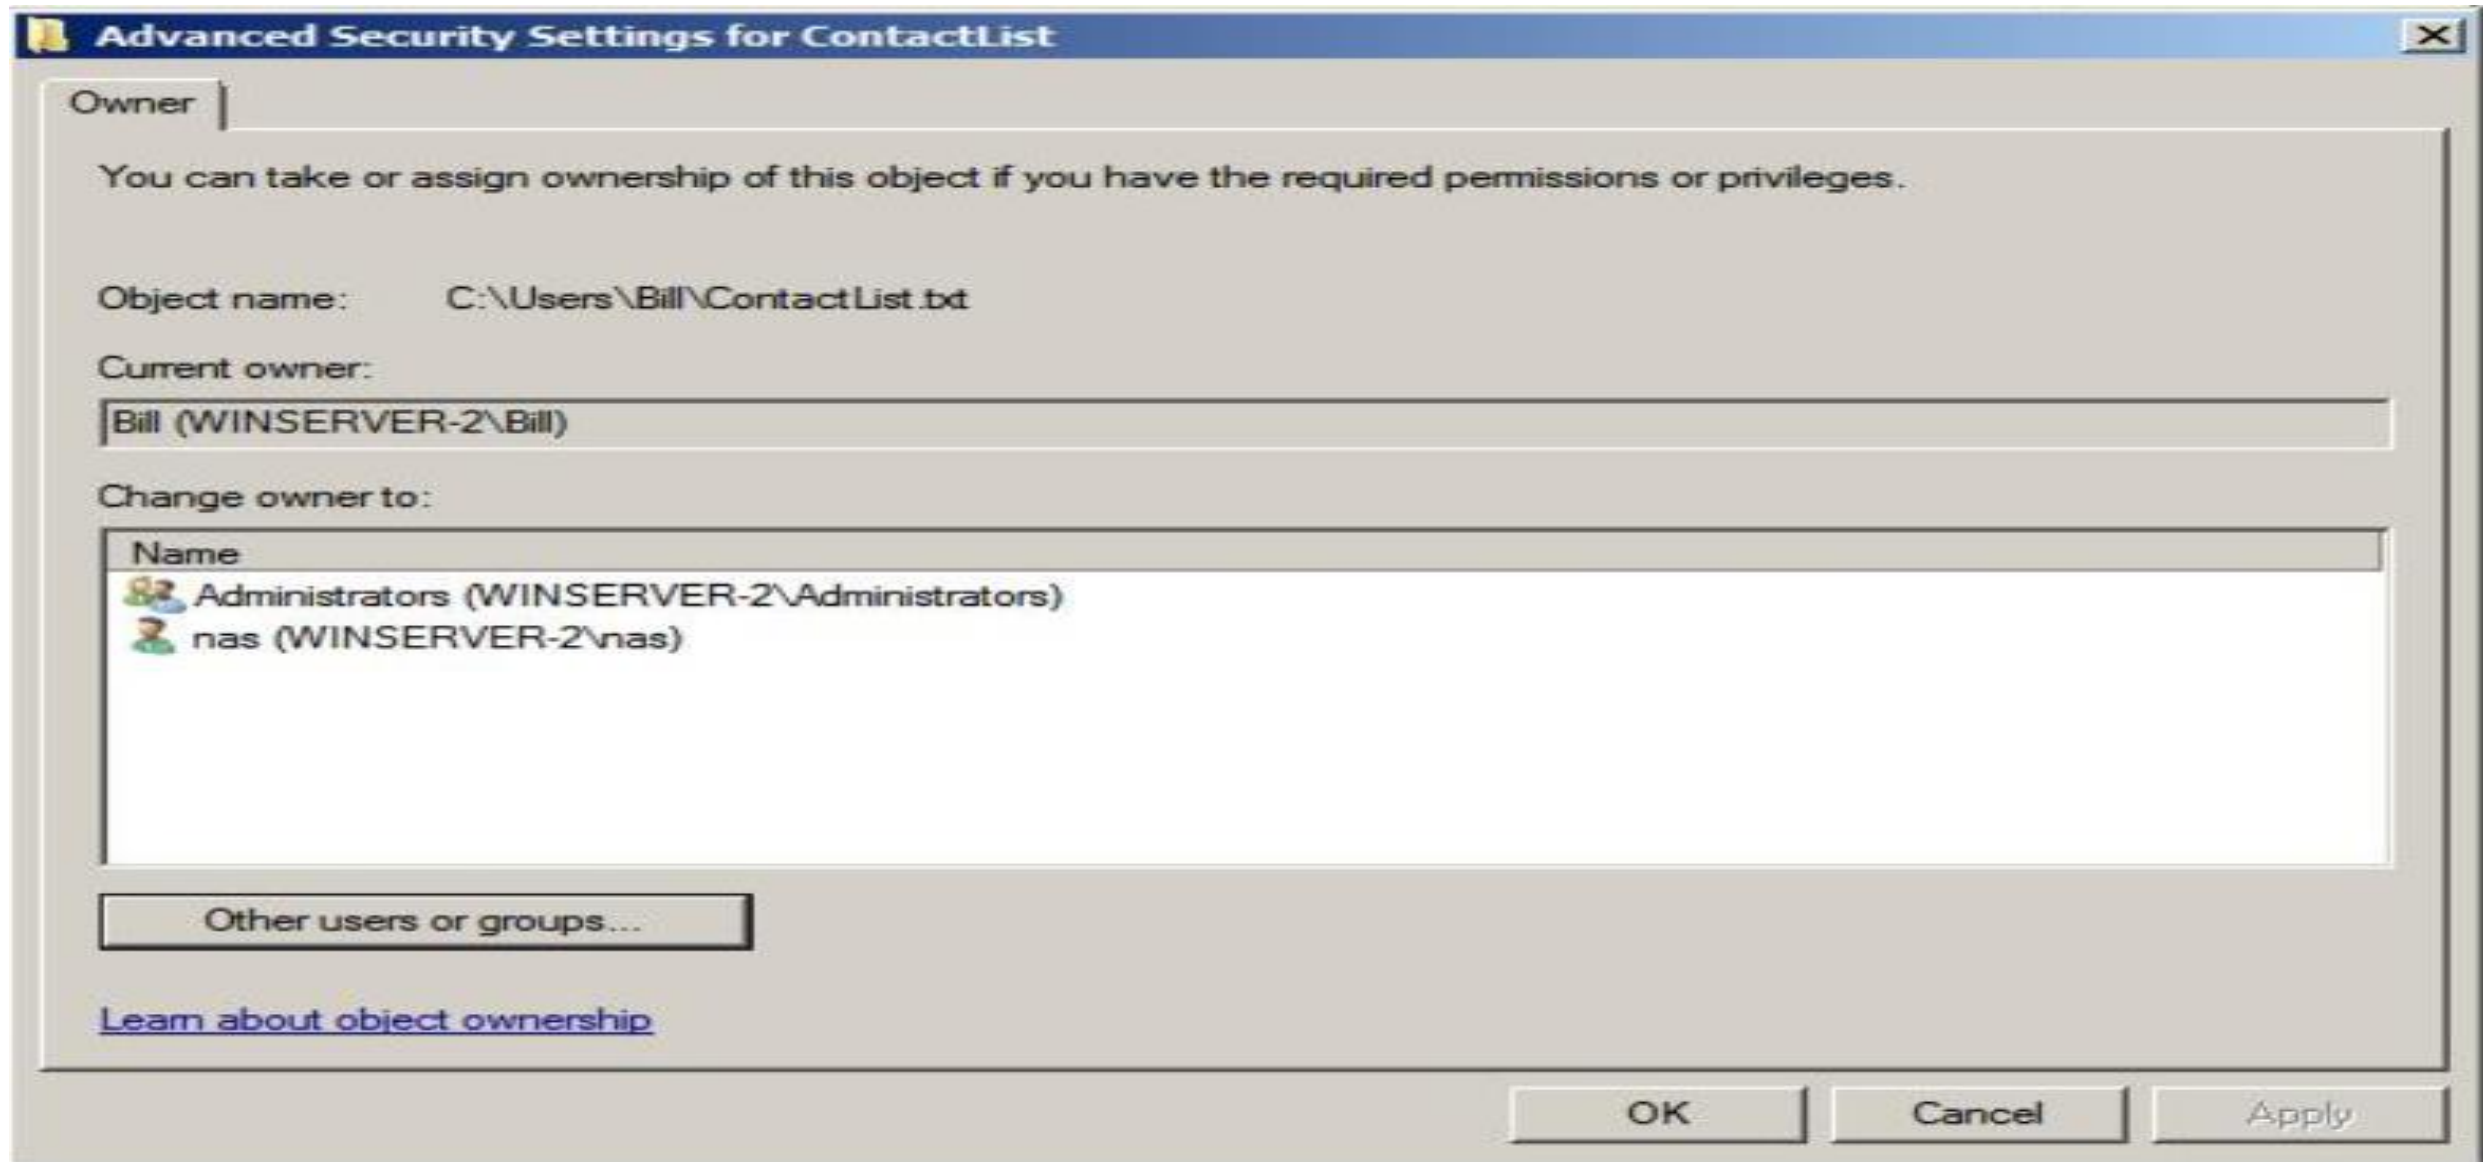 Advanced Security Settings for ContactList
Owner
You can take or assign ownership of this object if you have the required permissions or privileges.
Object name: C:\Users\Bill\ContactList.txt
Current owner:
Bill (WINSERVER-2\Bill)
Change owner to:
Name
Administrators (WINSERVER-2\Administrators)
nas (WINSERVER-2\nas)
Other users or groups...
Learn about object ownership
OK Cancel Apply